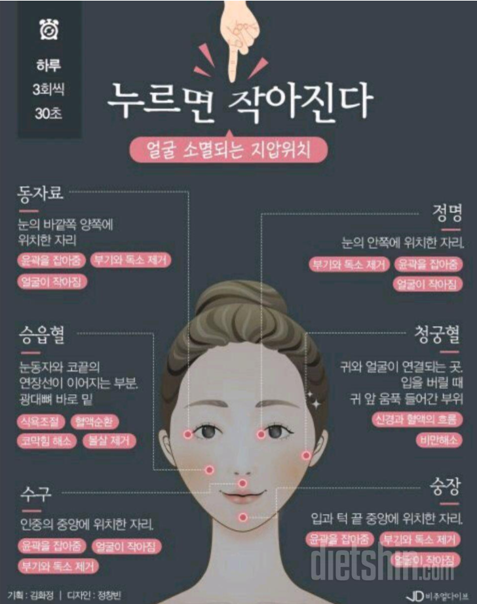 하루
3회씩
30초
누르면 작아진다
얼굴 소멸되는 지압위치
동자료
눈의 바깥쪽 양쪽에
위치한 자리
윤곽을 잡아줌 부기와 독소 제거
얼굴이 작아짐
정명
눈의 안쪽에 위치한 자리.
부기와 독소 제거 윤곽을 잡아줌
얼굴이 작아짐
승읍혈
눈동자와 코끝의
연장선이 이어지는 부분.
광대뼈 바로 밑
식욕조절 혈액순환
코막힘 해소 볼살 제거
청궁혈
귀와 얼굴이 연결되는 곳.
입을 벌릴 때
귀 앞 움푹 들어간 부위
신경과 혈액의 흐름
비만해소
수구
인중의 중앙에 위치한 자리.
윤곽을 잡아줌 얼굴이 작아짐
부기와 독소 제거
승장
입과 턱 끝 중앙에 위치한 자리.
윤곽을 잡아줌 부기와 독소 제거
얼굴이 작아짐
dietshin.com
기획 : 김화정 | 디자인 : 정창빈
VD 비주얼다이브